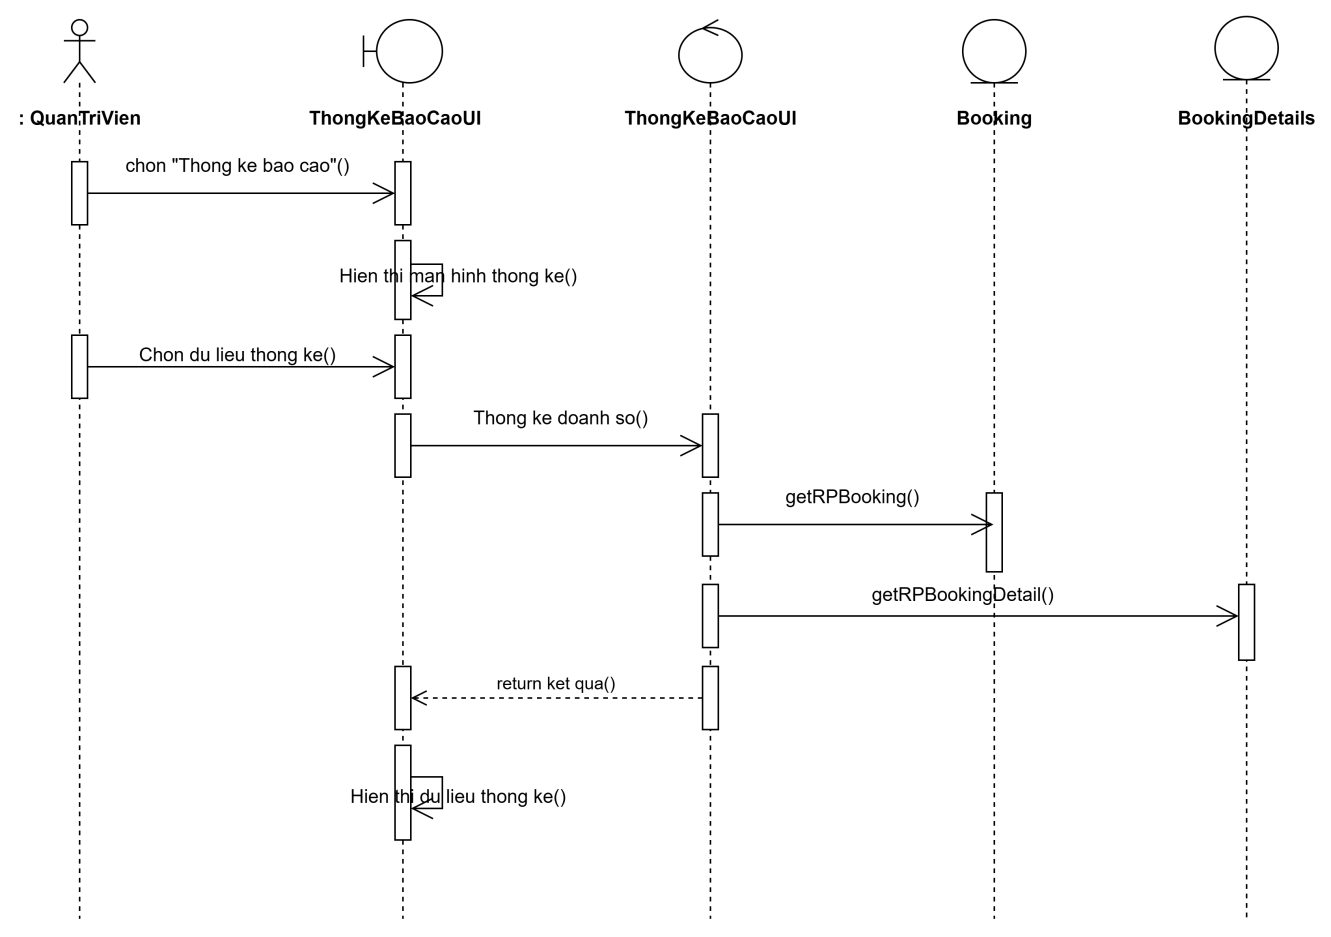 : QuanTriVien
ThongKeBaoCaoUI
ThongKeBaoCaoUI
Booking
BookingDetails
chon "Thong ke bao cao"()
Hien thi man hinh thong ke()
Chon du lieu thong ke()
Thong ke doanh so()
getRPBooking()
getRPBookingDetail()
return ket qua()
Hien thi du lieu thong ke()